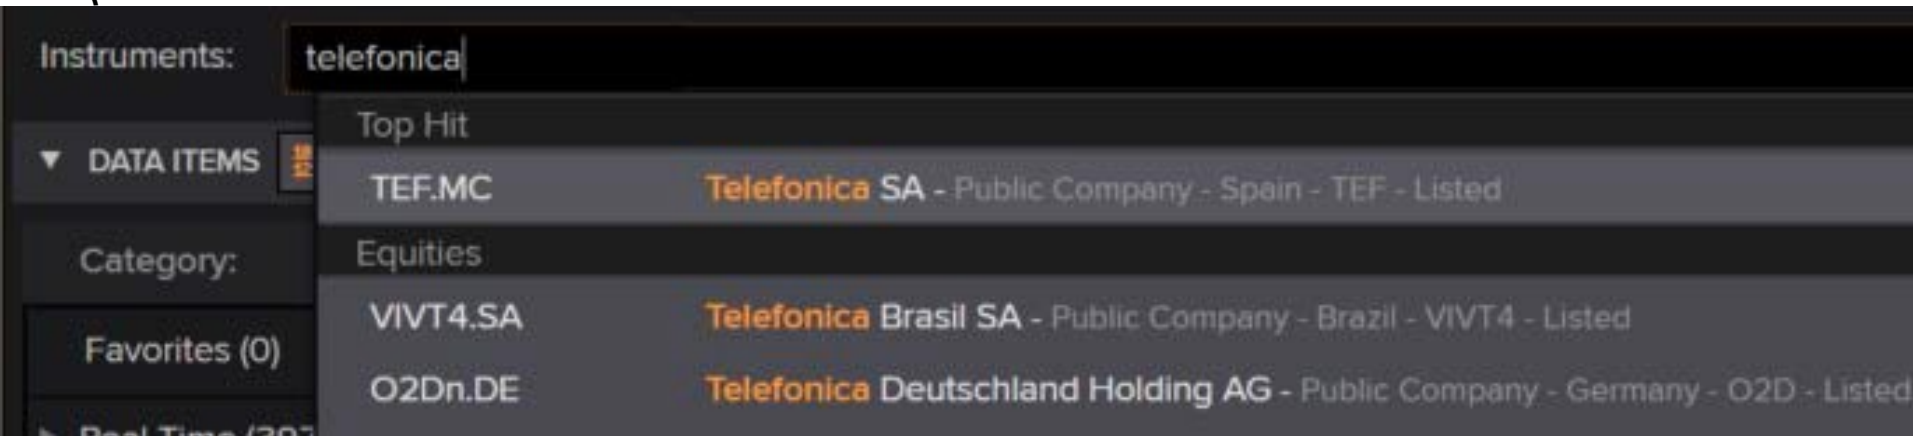 Instruments: telefonica
Top Hit
DATA ITEMS
TEF.MC Telefonica SA - Public Company - Spain - TEF - Listed
Category:
Equities
VIVT4.SA Telefonica Brasil SA - Public Company - Brazil - VIVT4 - Listed
Favorites (0)
O2Dn.DE Telefonica Deutschland Holding AG - Public Company - Germany - O2D - Listed
Real Time